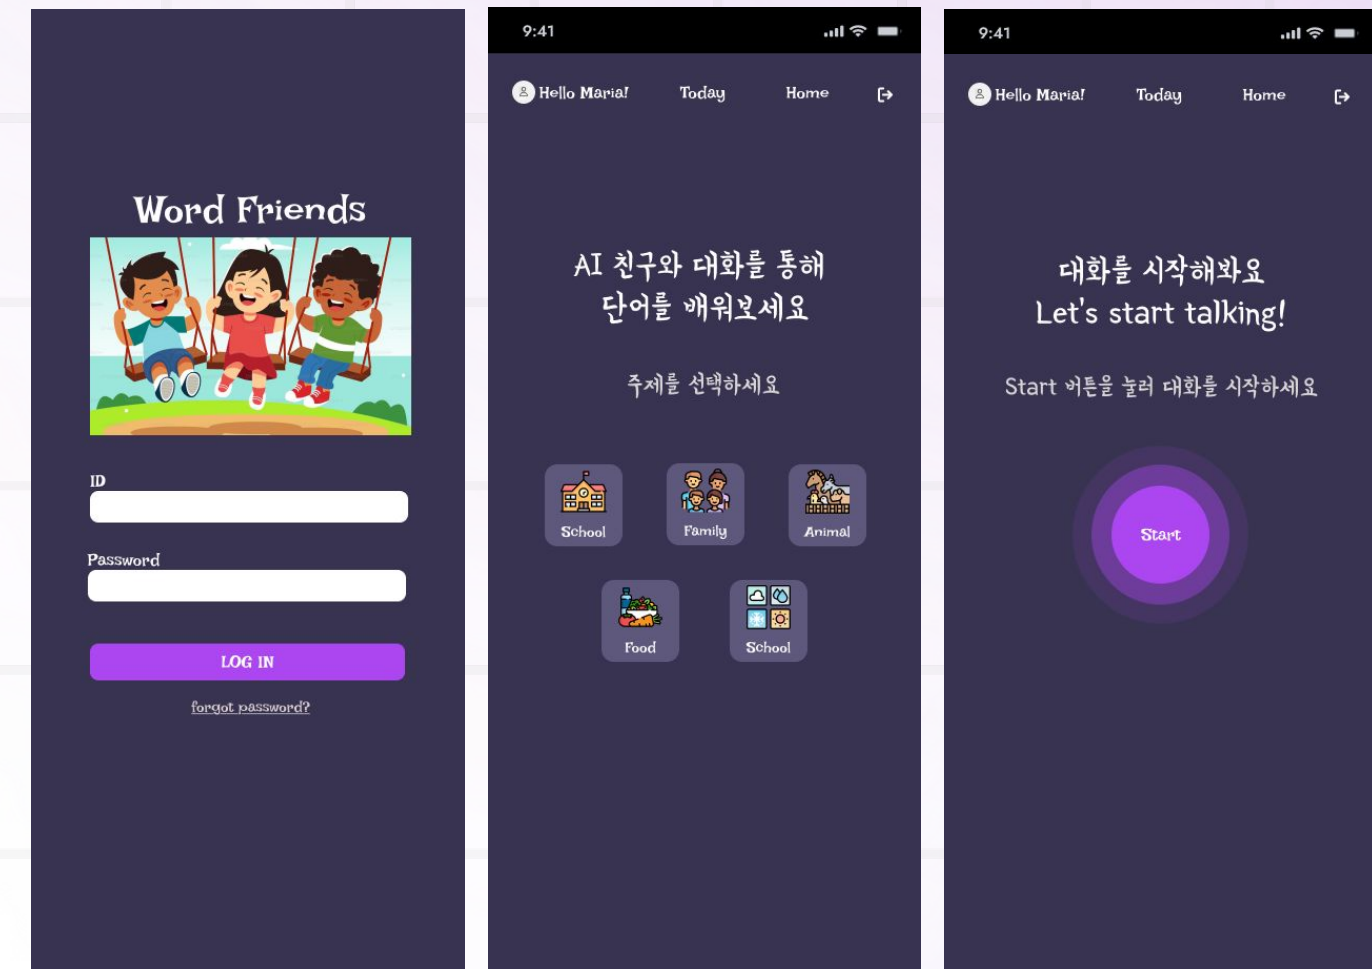 Word Friends
ID
Password
LOG IN
forgot password?
9:41
Hello Maria! Today Home
AI 친구와 대화를 통해
단어를 배워보세요
주제를 선택하세요
School Family Animal
Food School
9:41
Hello Maria! Today Home
대화를 시작해봐요
Let's start talking!
Start 버튼을 눌러 대화를 시작하세요
Start